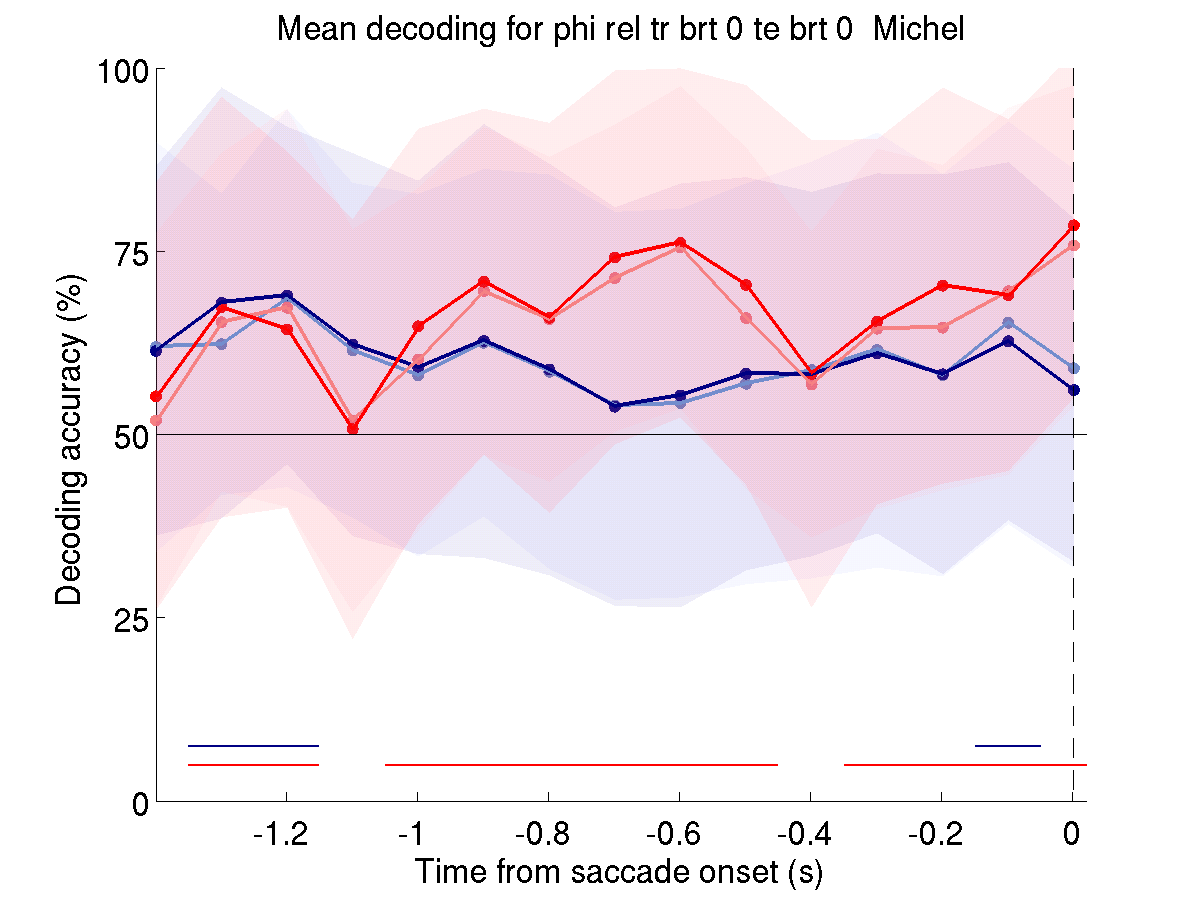 Mean decoding for phi rel tr brt 0 te brt 0  Michel
100
75
50
25
0
Decoding accuracy (%)
-1.2 -1 -0.8 -0.6 -0.4 -0.2 0
Time from saccade onset (s)